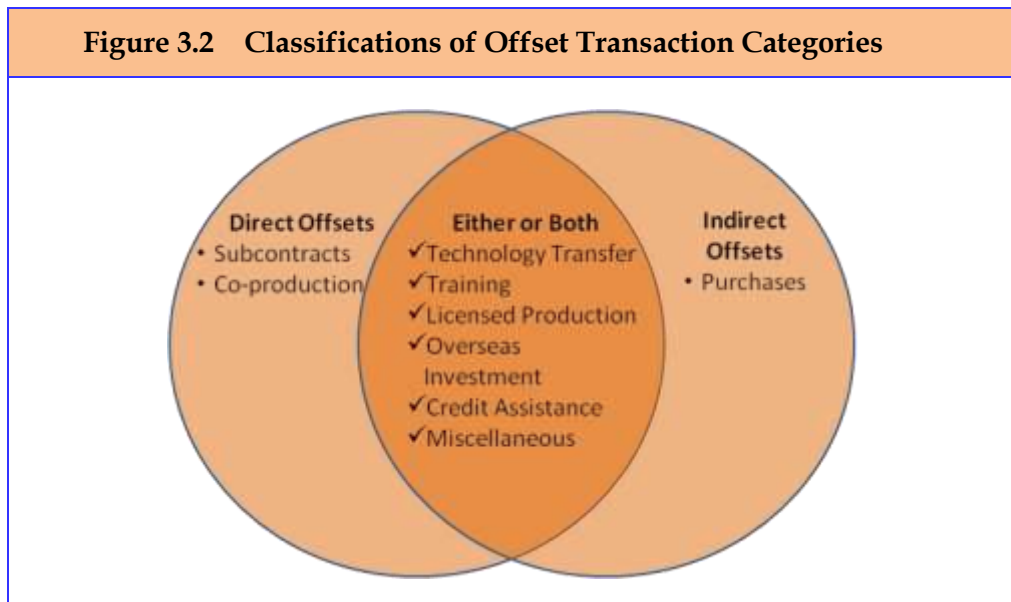 Figure 3.2 Classifications of Offset Transaction Categories
Direct Offsets
• Subcontracts
• Co-production
Either or Both
✓Technology Transfer
✓Training
✓Licensed Production
✓Overseas
Investment
✓Credit Assistance
✓Miscellaneous
Indirect
Offsets
• Purchases